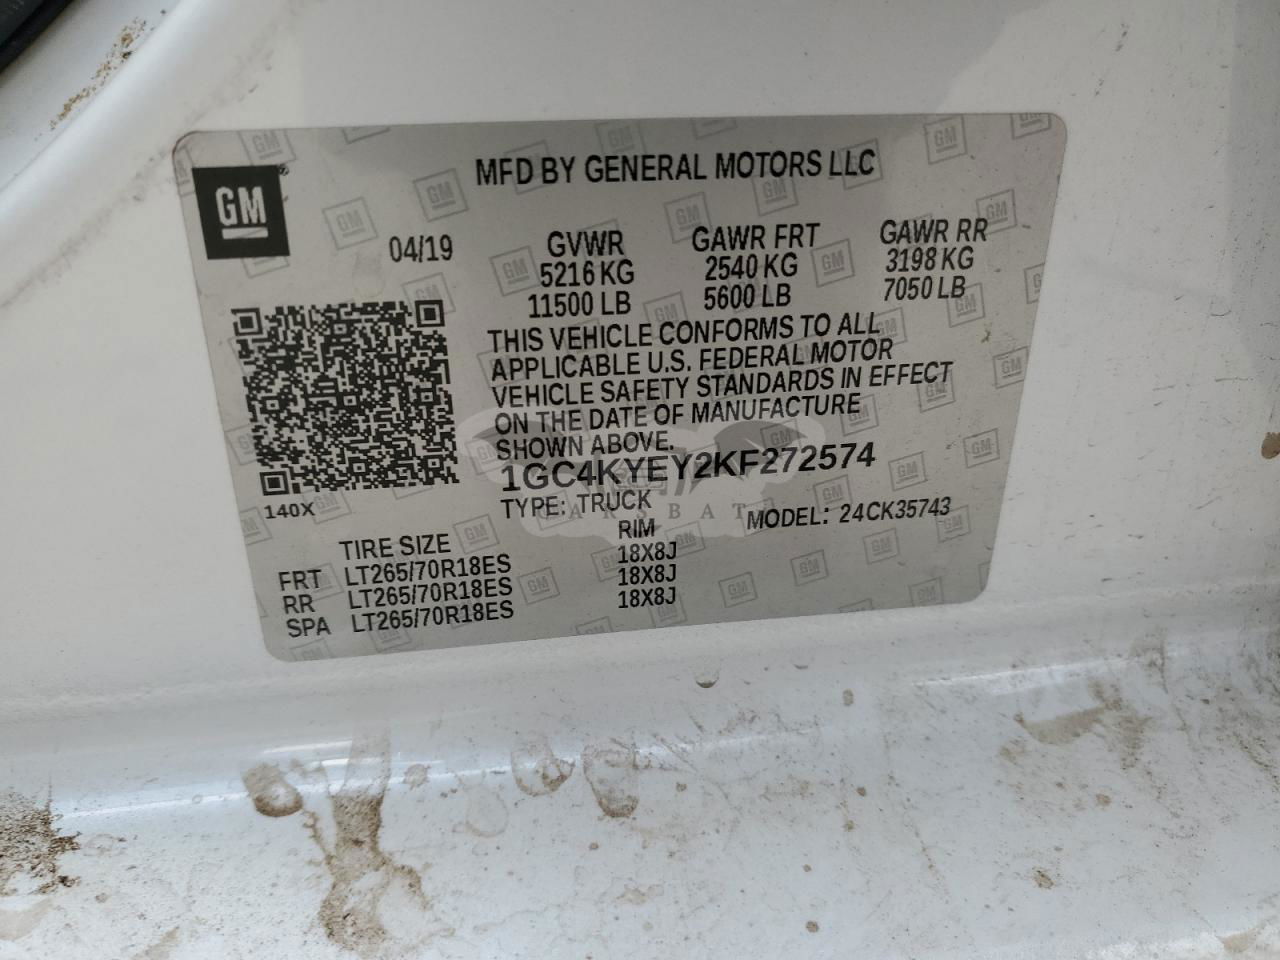 MFD BY GENERAL MOTORS LLC
GM
04/19
GVWR GAWR FRT GAWR RR
5216 KG 2540 KG 3198 KG
11500 LB 5600 LB 7050 LB
THIS VEHICLE CONFORMS TO ALL
APPLICABLE U.S. FEDERAL MOTOR
VEHICLE SAFETY STANDARDS IN EFFECT
ON THE DATE OF MANUFACTURE
SHOWN ABOVE.
1GC4KYEY2KF272574
140X
TYPE: TRUCK MODEL: 24CK35743
TIRE SIZE RIM
FRT LT265/70R18ES 18X8J
RR LT265/70R18ES 18X8J
SPA LT265/70R18ES 18X8J